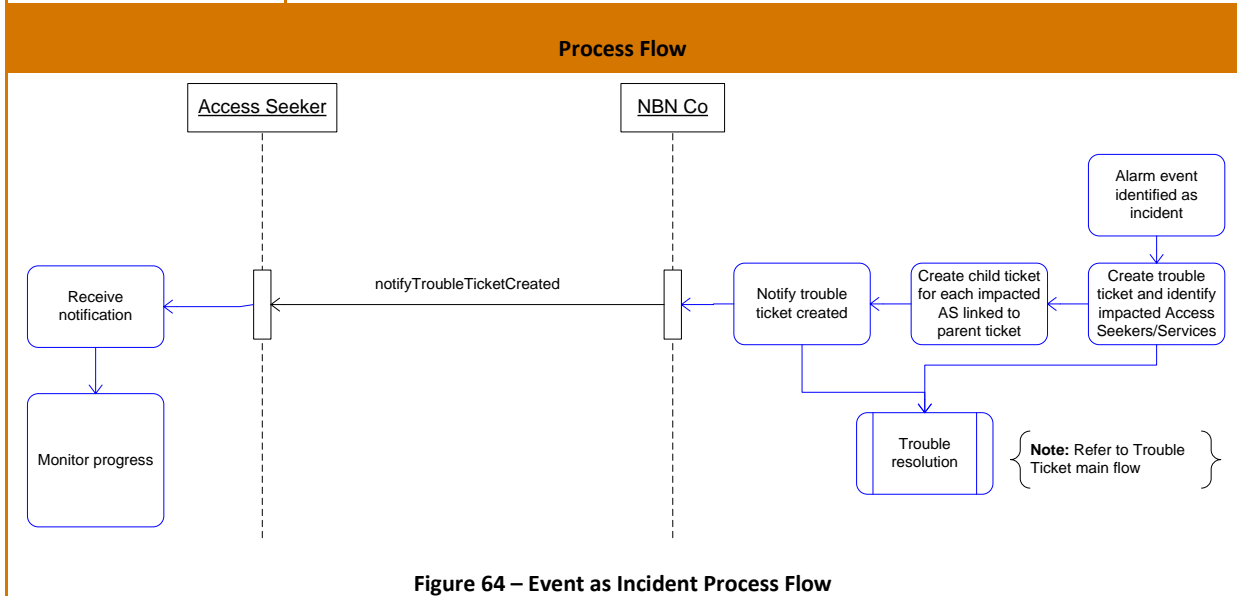 Process Flow
Access Seeker
NBN Co
Alarm event
identified as
incident
Receive
notification
notifyTroubleTicketCreated
Notify trouble
ticket created
Create child ticket
for each impacted
AS linked to
parent ticket
Create trouble
ticket and identify
impacted Access
Seekers/Services
Monitor progress
Trouble
resolution
Note: Refer to Trouble
Ticket main flow
Figure 64 – Event as Incident Process Flow